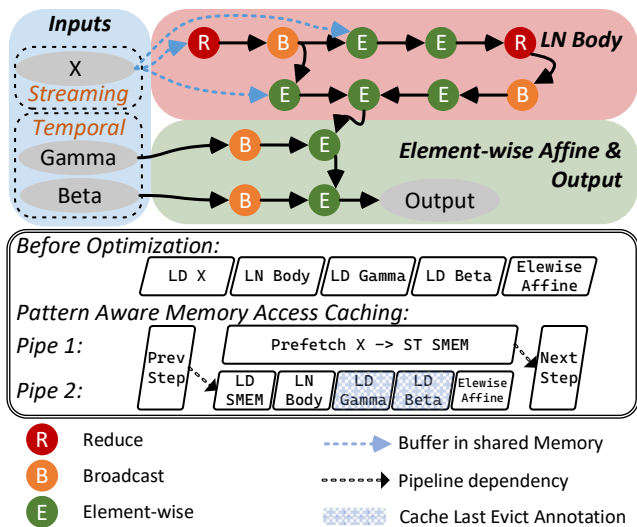 Inputs
X
Streaming
Temporal
Gamma
Beta
R
B
E
E
R
LN Body
E
E
E
B
B
E
Element-wise Affine &
Output
B
E
Output
Before Optimization:
LD X
LN Body
LD Gamma
LD Beta
Elewise
Affine
Pattern Aware Memory Access Caching:
Pipe 1:
Prev
Step
Prefetch X -> ST SMEM
Next
Step
Pipe 2:
LD
SMEM
LN
Body
LD
Gamma
LD
Beta
Elewise
Affine
R
Reduce
Buffer in shared Memory
B
Broadcast
Pipeline dependency
E
Element-wise
Cache Last Evict Annotation